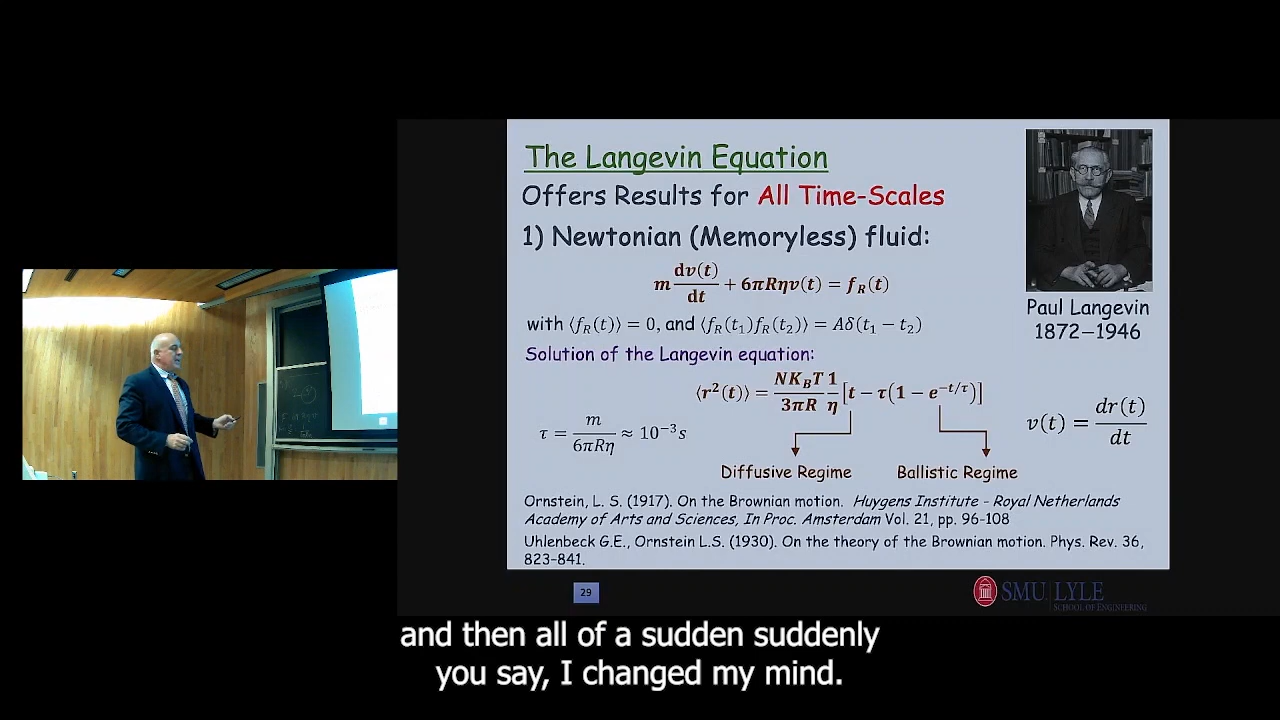 The Langevin Equation
Offers Results for All Time-Scales
1) Newtonian (Memoryless) fluid:
m dv(t)/dt + 6πRηv(t) = f_R(t)
with ⟨f_R(t)⟩ = 0, and ⟨f_R(t₁)f_R(t₂)⟩ = Aδ(t₁ − t₂)
Solution of the Langevin equation:
⟨r²(t)⟩ = NK_BT/3πR 1/η [t − τ(1 − e^{−t/τ})]
τ = m/6πRη ≈ 10⁻³s
v(t) = dr(t)/dt
Diffusive Regime
Ballistic Regime
Paul Langevin
1872−1946
Ornstein, L. S. (1917). On the Brownian motion. Huygens Institute - Royal Netherlands
Academy of Arts and Sciences, In Proc. Amsterdam Vol. 21, pp. 96-108
Uhlenbeck G.E., Ornstein L.S. (1930). On the theory of the Brownian motion. Phys. Rev. 36,
823–841.
29
SMU LYLE
SCHOOL OF ENGINEERING
and then all of a sudden suddenly
you say, I changed my mind.